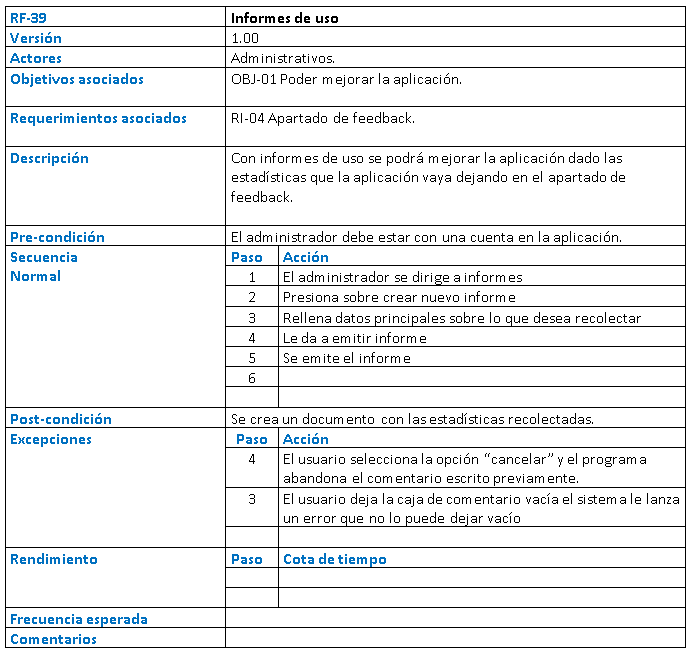 RF-39 Informes de uso
Versión 1.00
Actores Administrativos.
Objetivos asociados OBJ-01 Poder mejorar la aplicación.
Requerimientos asociados RI-04 Apartado de feedback.
Descripción Con informes de uso se podrá mejorar la aplicación dado las
estadísticas que la aplicación vaya dejando en el apartado de
feedback.
Pre-condición El administrador debe estar con una cuenta en la aplicación.
Secuencia Paso Acción
Normal 1 El administrador se dirige a informes
2 Presiona sobre crear nuevo informe
3 Rellena datos principales sobre lo que desea recolectar
4 Le da a emitir informe
5 Se emite el informe
6
Post-condición Se crea un documento con las estadísticas recolectadas.
Excepciones Paso Acción
4 El usuario selecciona la opción “cancelar” y el programa
abandona el comentario escrito previamente.
3 El usuario deja la caja de comentario vacía el sistema le lanza
un error que no lo puede dejar vacío
Rendimiento Paso Cota de tiempo
Frecuencia esperada
Comentarios